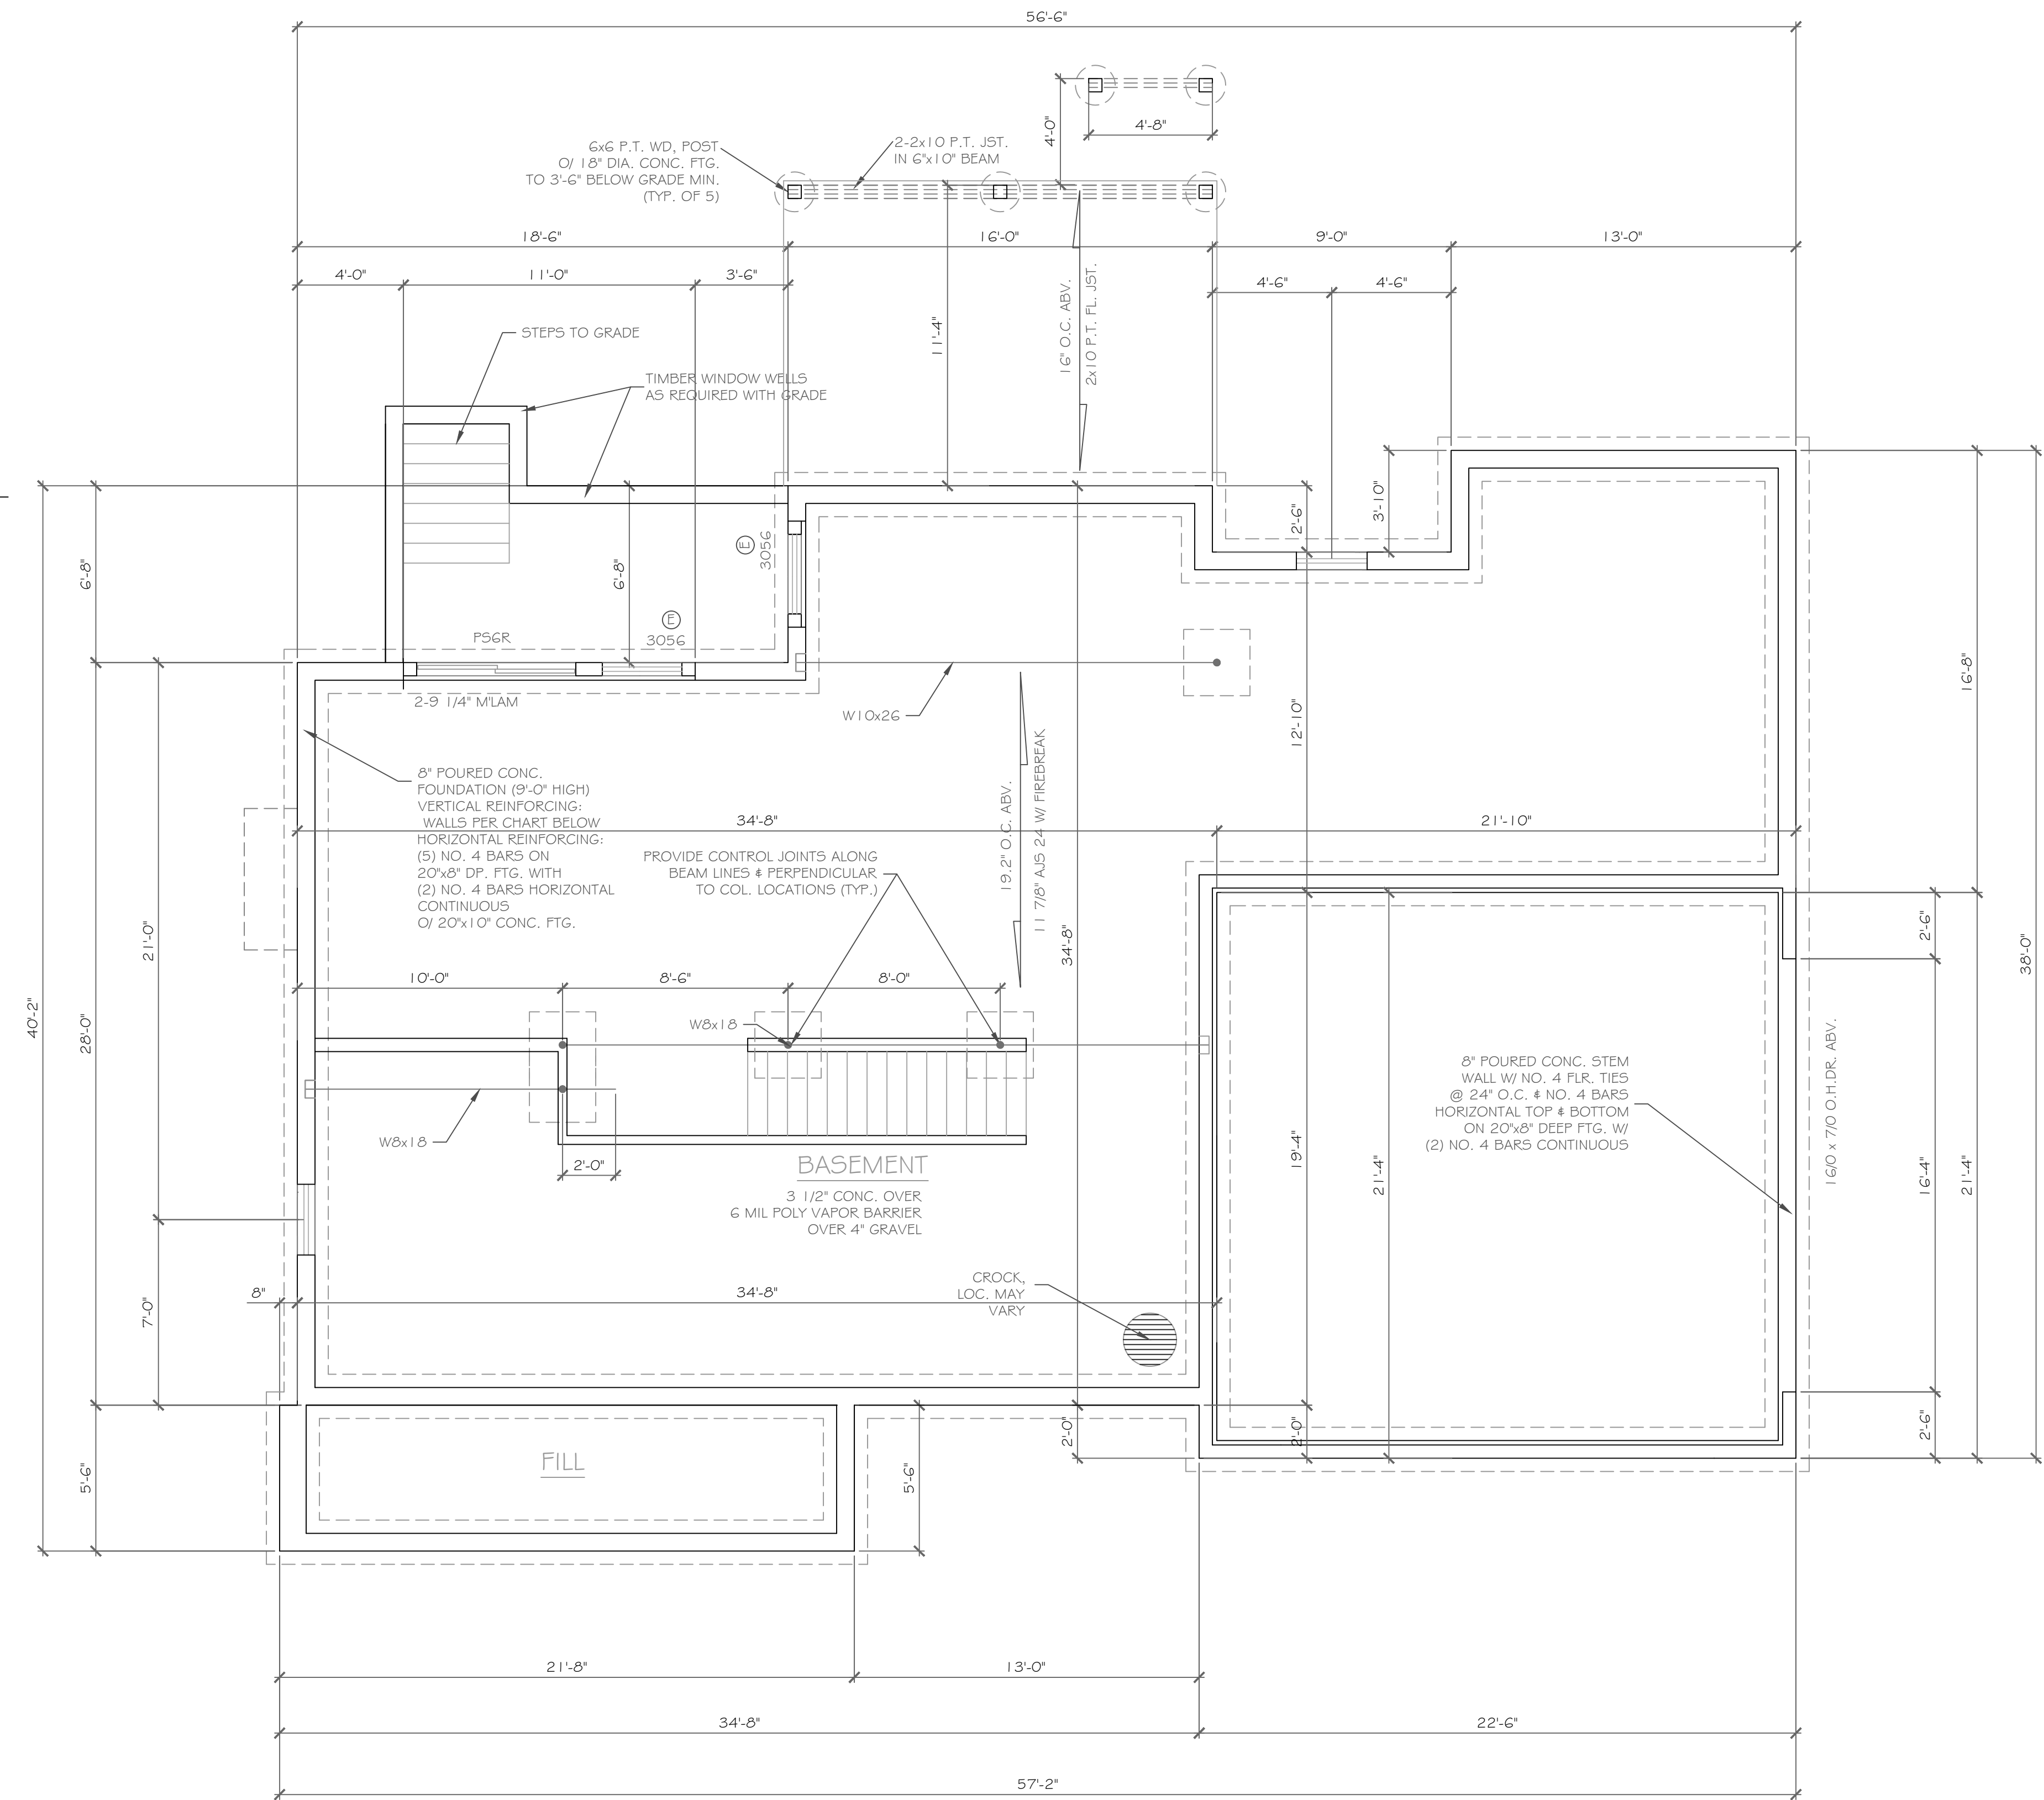 56'-6"
4'-0"
4'-8"
6x6 P.T. WD, POST
O/ 18" DIA. CONC. FTG.
TO 3'-6" BELOW GRADE MIN.
(TYP. OF 5)
2-2x10 P.T. JST.
IN 6"x10" BEAM
18'-6"
16'-0"
9'-0"
13'-0"
4'-0"
11'-0"
3'-6"
4'-6"
4'-6"
11'-4"
16" O.C. ABV.
2x10 P.T. FL. JST.
STEPS TO GRADE
TIMBER WINDOW WELLS
AS REQUIRED WITH GRADE
6'-8"
6'-8"
E
3056
E
3056
PS6R
2-9 1/4" M'LAM
2'-6"
3'-10"
W10x26
12'-10"
16'-8"
8" POURED CONC.
FOUNDATION (9'-0" HIGH)
VERTICAL REINFORCING:
WALLS PER CHART BELOW
HORIZONTAL REINFORCING:
(5) NO. 4 BARS ON
20"x8" DP. FTG. WITH
(2) NO. 4 BARS HORIZONTAL
CONTINUOUS
O/ 20"x10" CONC. FTG.
34'-8"
21'-10"
PROVIDE CONTROL JOINTS ALONG
BEAM LINES & PERPENDICULAR
TO COL. LOCATIONS (TYP.)
19.2" O.C. ABV.
11 7/8" AJS 24 W/ FIREBREAK
34'-8"
21'-0"
40'-2"
28'-0"
10'-0"
8'-6"
8'-0"
W8x18
W8x18
2'-0"
BASEMENT
3 1/2" CONC. OVER
6 MIL POLY VAPOR BARRIER
OVER 4" GRAVEL
2'-6"
38'-0"
8" POURED CONC. STEM
WALL W/ NO. 4 FLR. TIES
@ 24" O.C. & NO. 4 BARS
HORIZONTAL TOP & BOTTOM
ON 20"x8" DEEP FTG. W/
(2) NO. 4 BARS CONTINUOUS
16/0 x 7/0 O.H.DR. ABV.
19'-4"
21'-4"
16'-4"
21'-4"
CROCK,
LOC. MAY
VARY
8"
34'-8"
7'-0"
2'-0"
2'-0"
2'-6"
FILL
5'-6"
5'-6"
21'-8"
13'-0"
34'-8"
22'-6"
57'-2"